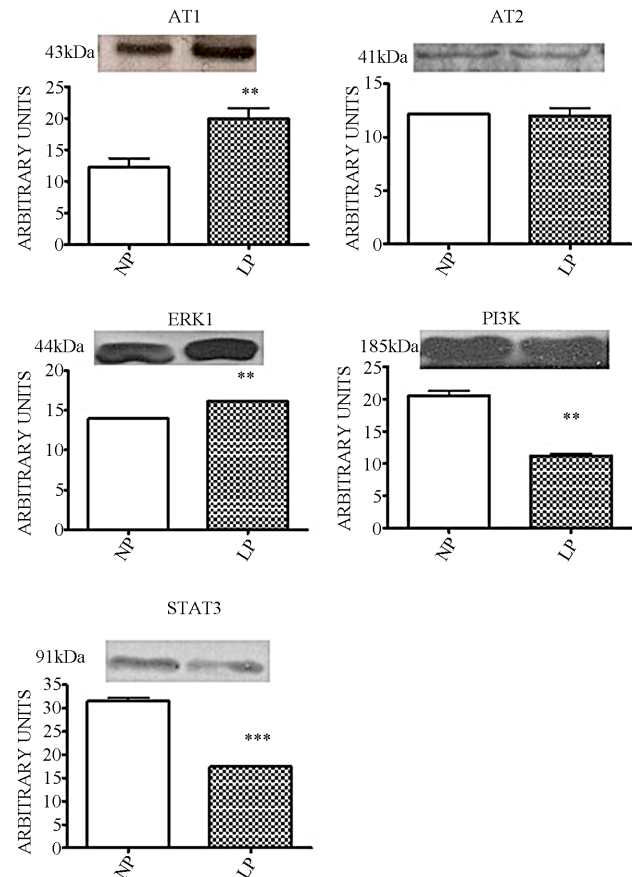 AT1
43kDa
ARBITRARY UNITS
25
20
15
10
5
0
**
NP
LP
AT2
41kDa
ARBITRARY UNITS
15
10
5
0
NP
LP
ERK1
44kDa
ARBITRARY UNITS
20
15
10
5
0
**
NP
LP
PI3K
185kDa
ARBITRARY UNITS
25
20
15
10
5
0
**
NP
LP
STAT3
91kDa
ARBITRARY UNITS
35
30
25
20
15
10
5
0
***
NP
LP